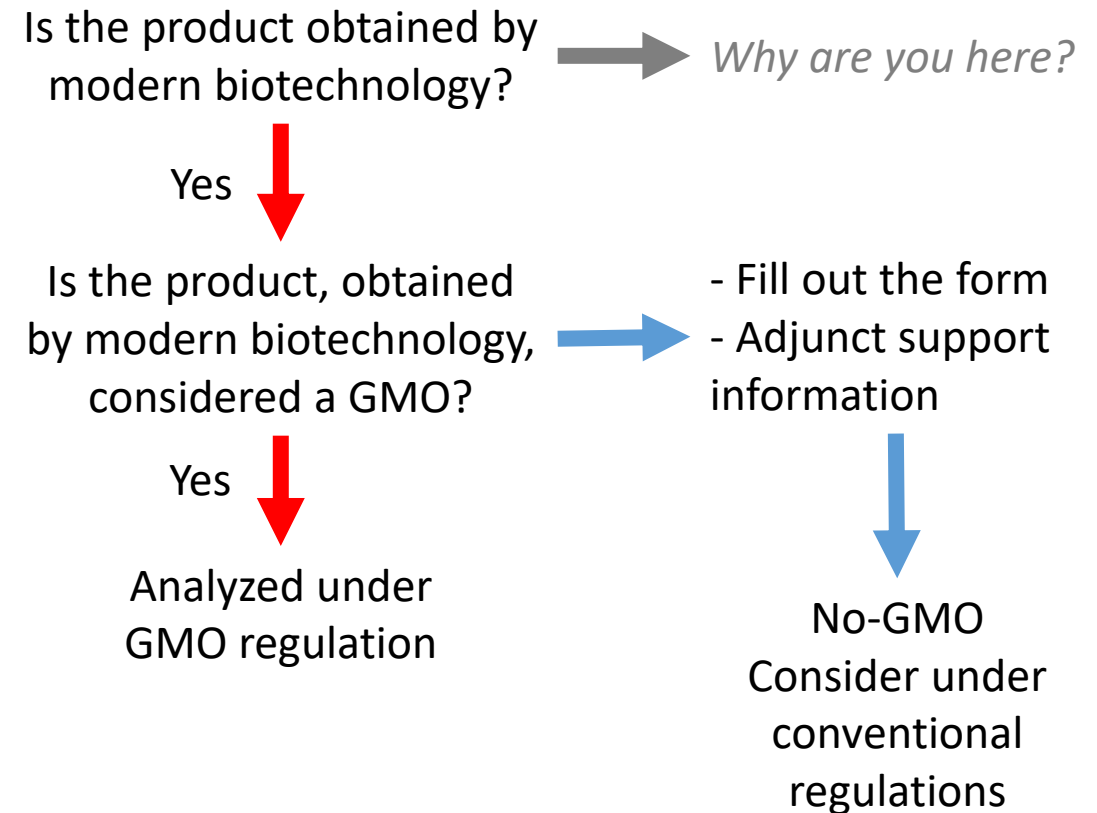 Is the product obtained by
modern biotechnology?
Why are you here?
Yes
Is the product, obtained
by modern biotechnology,
considered a GMO?
- Fill out the form
- Adjunct support
information
Yes
Analyzed under
GMO regulation
No-GMO
Consider under
conventional
regulations